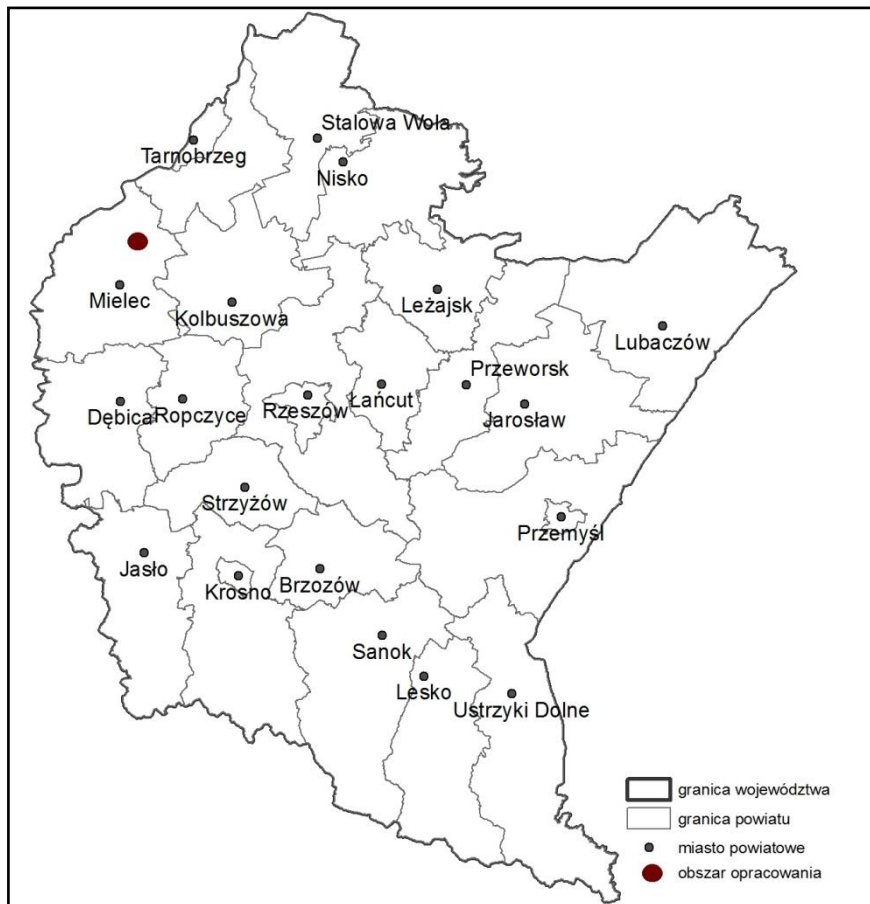 Stalowa Wola
Tarnobrzeg
Nisko
Mielec
Kolbuszowa
Leżajsk
Lubaczów
Przeworsk
Łańcut
Dębica
Ropczyce
Rzeszów
Jarosław
Strzyżów
Przemyśl
Jasło
Krosno
Brzozów
Sanok
Lesko
Ustrzyki Dolne
granica województwa
granica powiatu
miasto powiatowe
obszar opracowania